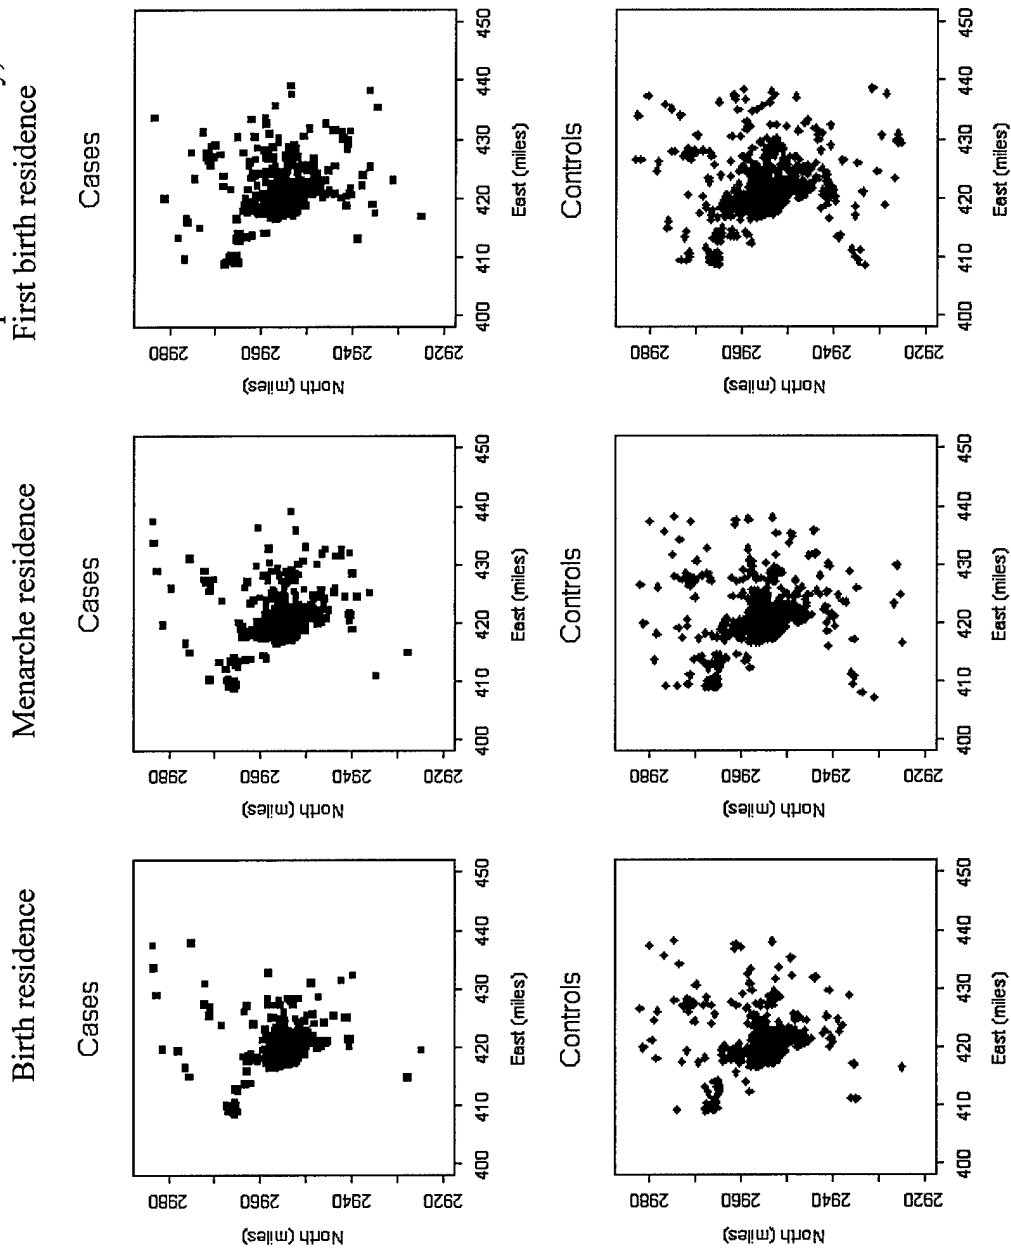 Birth residence
Menarche residence
First birth residence
Cases
North (miles)
2980
2960
2940
2920
400 410 420 430 440 450
East (miles)
Cases
North (miles)
2980
2960
2940
2920
400 410 420 430 440 450
East (miles)
Cases
North (miles)
2980
2960
2940
2920
400 410 420 430 440 450
East (miles)
Controls
North (miles)
2980
2960
2940
2920
400 410 420 430 440 450
East (miles)
Controls
North (miles)
2980
2960
2940
2920
400 410 420 430 440 450
East (miles)
Controls
North (miles)
2980
2960
2940
2920
400 410 420 430 440 450
East (miles)